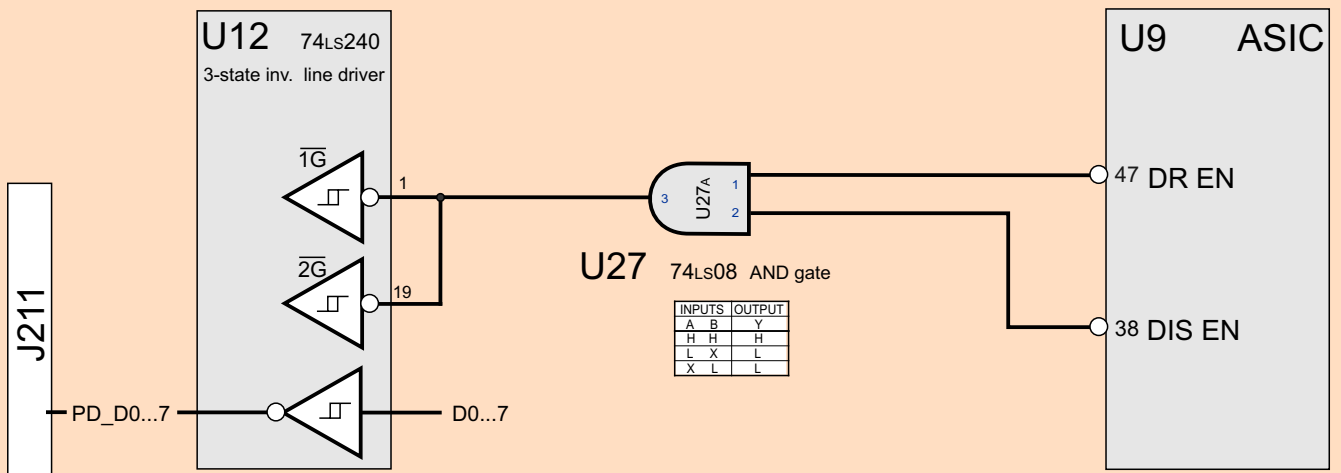 U12 74LS240
3-state inv. line driver
U9 ASIC
1G
1
2G
19
U27A
1
2
3
47 DR EN
38 DIS EN
U27 74LS08 AND gate
INPUTS OUTPUT
A B Y
H H H
L X L
X L L
J211
PD_D0...7
D0...7